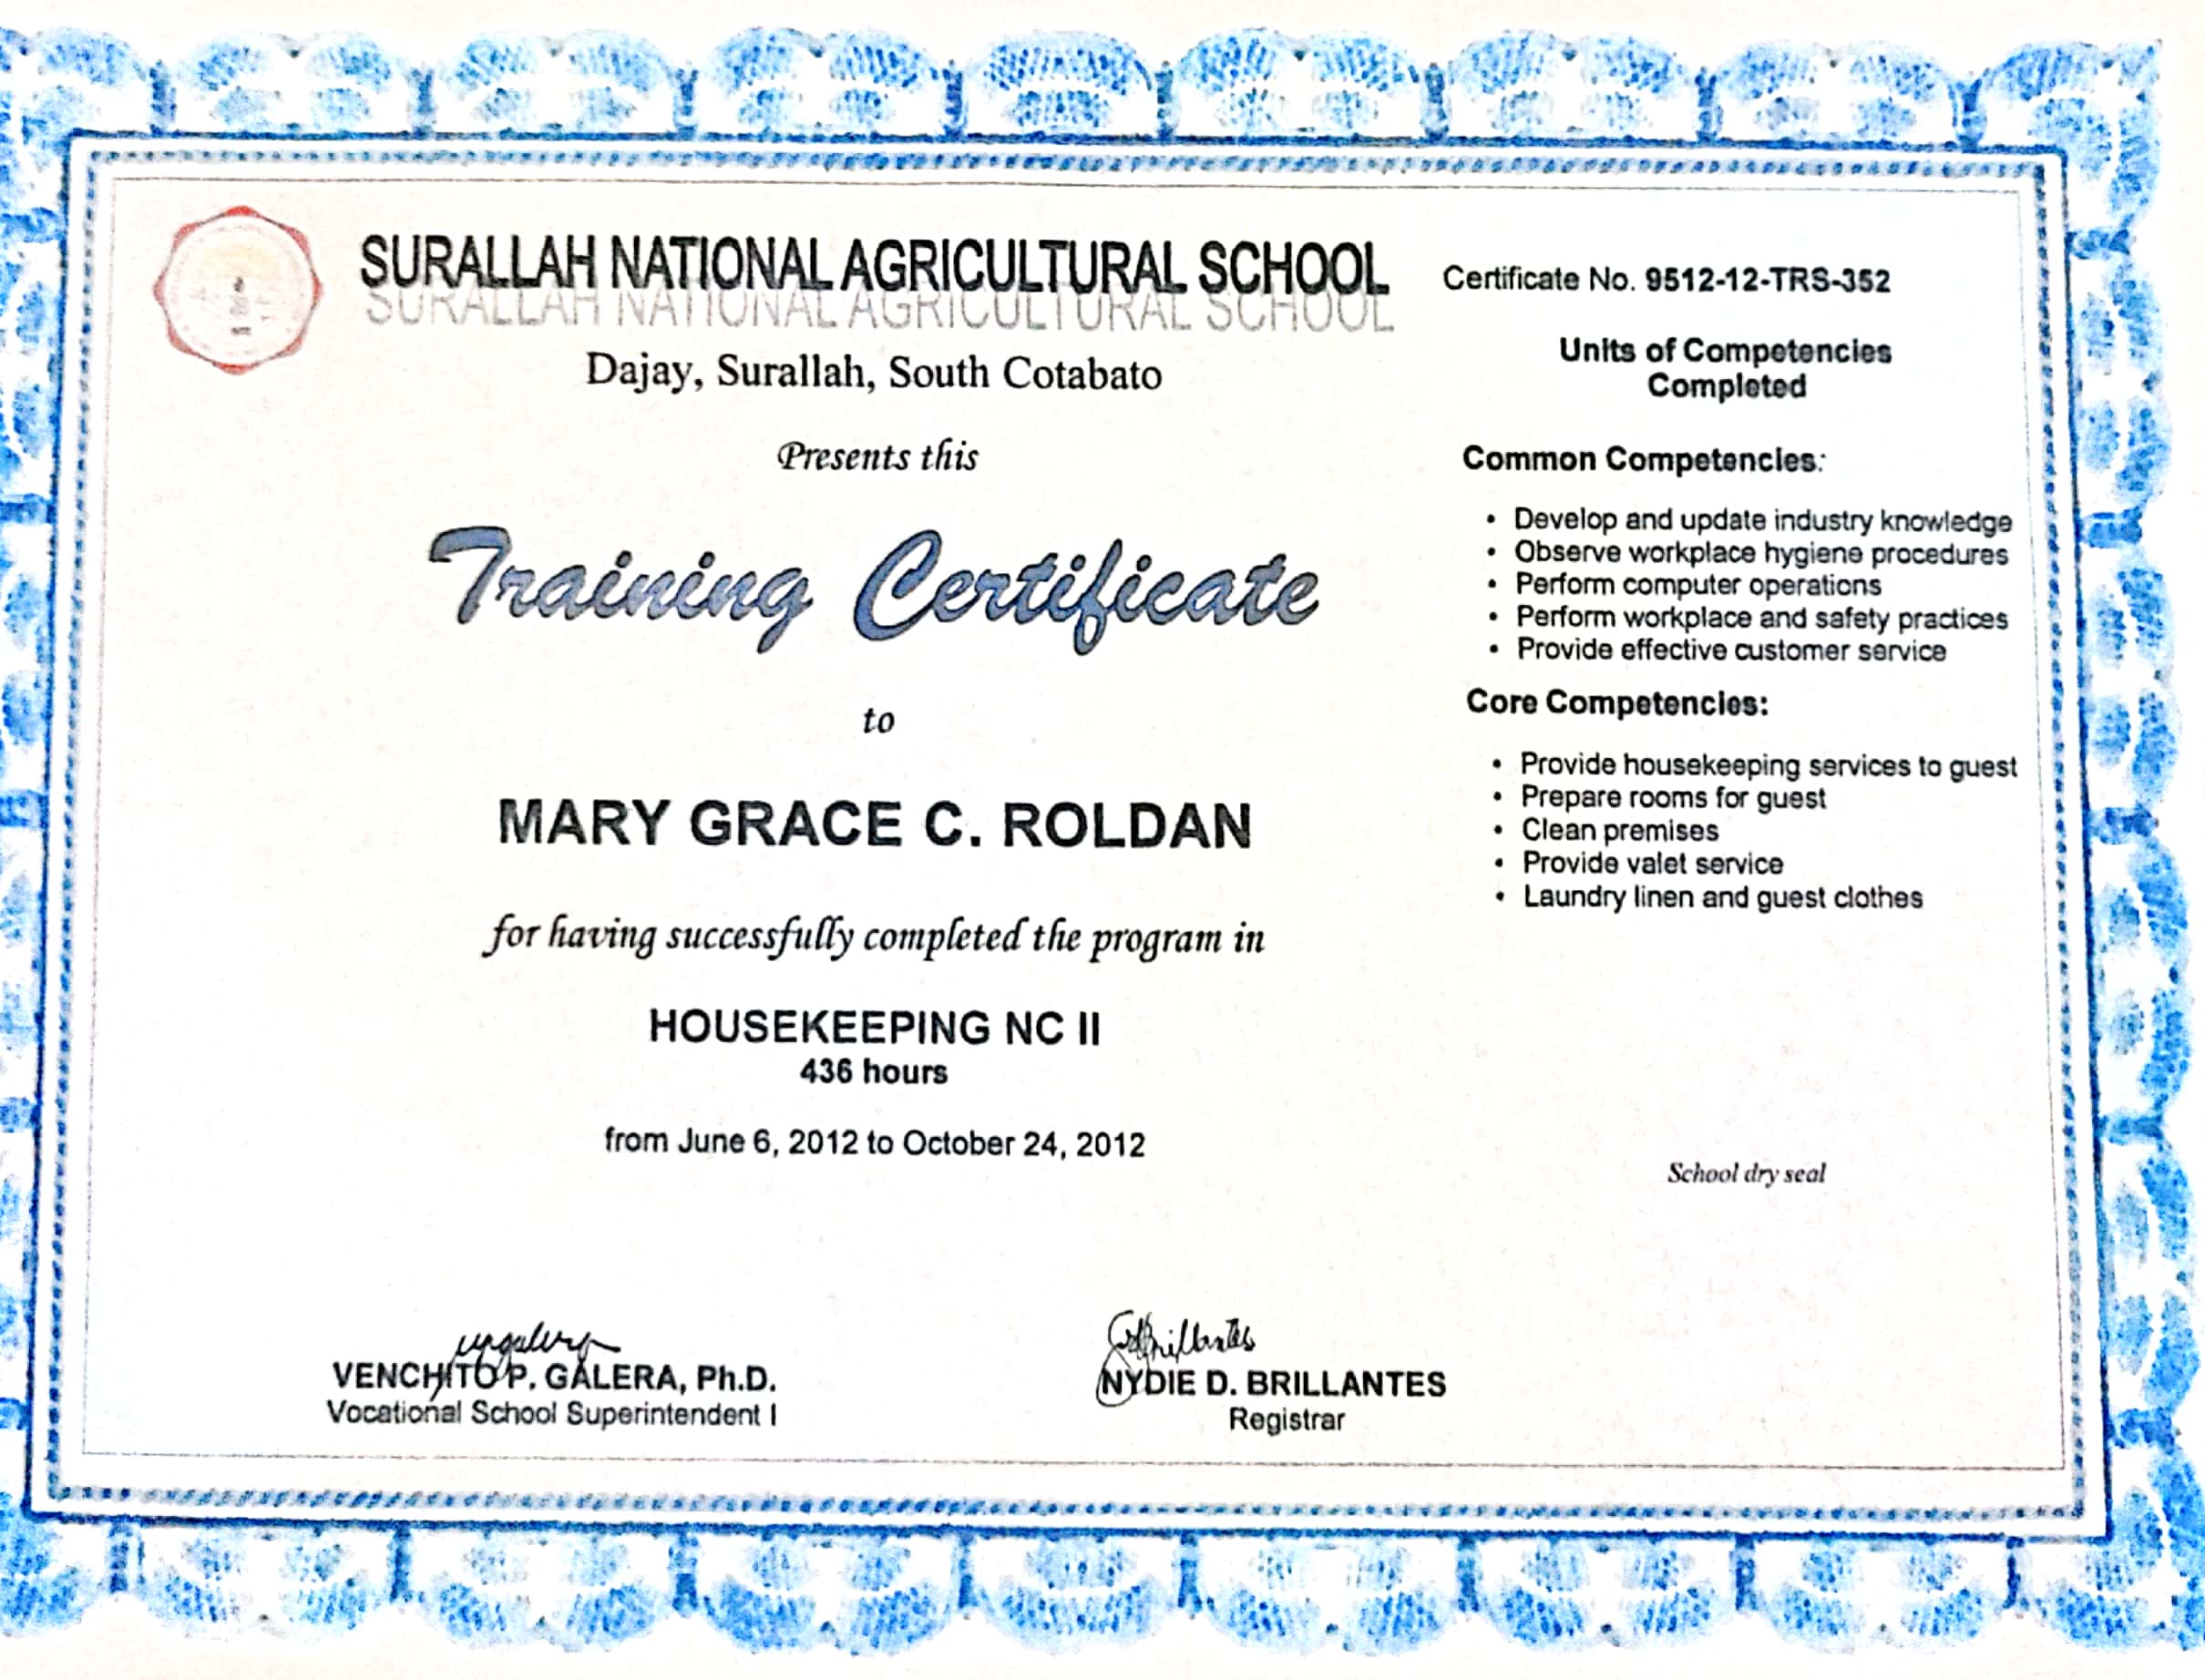 SURALLAH NATIONAL AGRICULTURAL SCHOOL
Dajay, Surallah, South Cotabato
Presents this
Training Certificate
to
MARY GRACE C. ROLDAN
for having successfully completed the program in
HOUSEKEEPING NC II
436 hours
from June 6, 2012 to October 24, 2012
VENCHITO P. GALERA, Ph.D.
Vocational School Superintendent I
NYDIE D. BRILLANTES
Registrar
Certificate No. 9512-12-TRS-352
Units of Competencies
Completed
Common Competencies:
• Develop and update industry knowledge
• Observe workplace hygiene procedures
• Perform computer operations
• Perform workplace and safety practices
• Provide effective customer service
Core Competencies:
• Provide housekeeping services to guest
• Prepare rooms for guest
• Clean premises
• Provide valet service
• Laundry linen and guest clothes
School dry seal